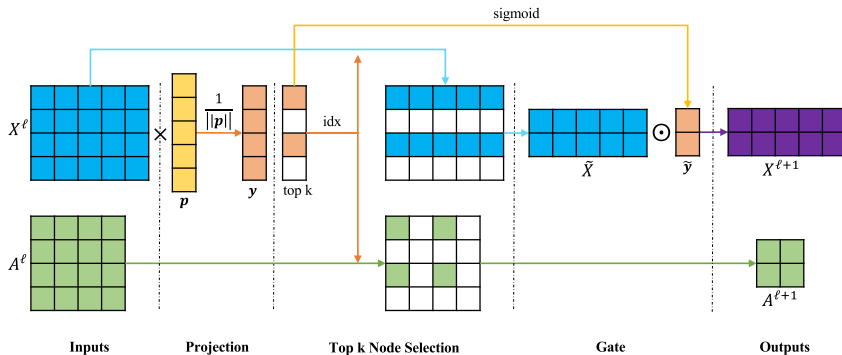 sigmoid
X^ℓ
×
1
||p||
idx
⊙
p
y
top k
X̃
ỹ
X^{ℓ+1}
A^ℓ
A^{ℓ+1}
Inputs
Projection
Top k Node Selection
Gate
Outputs